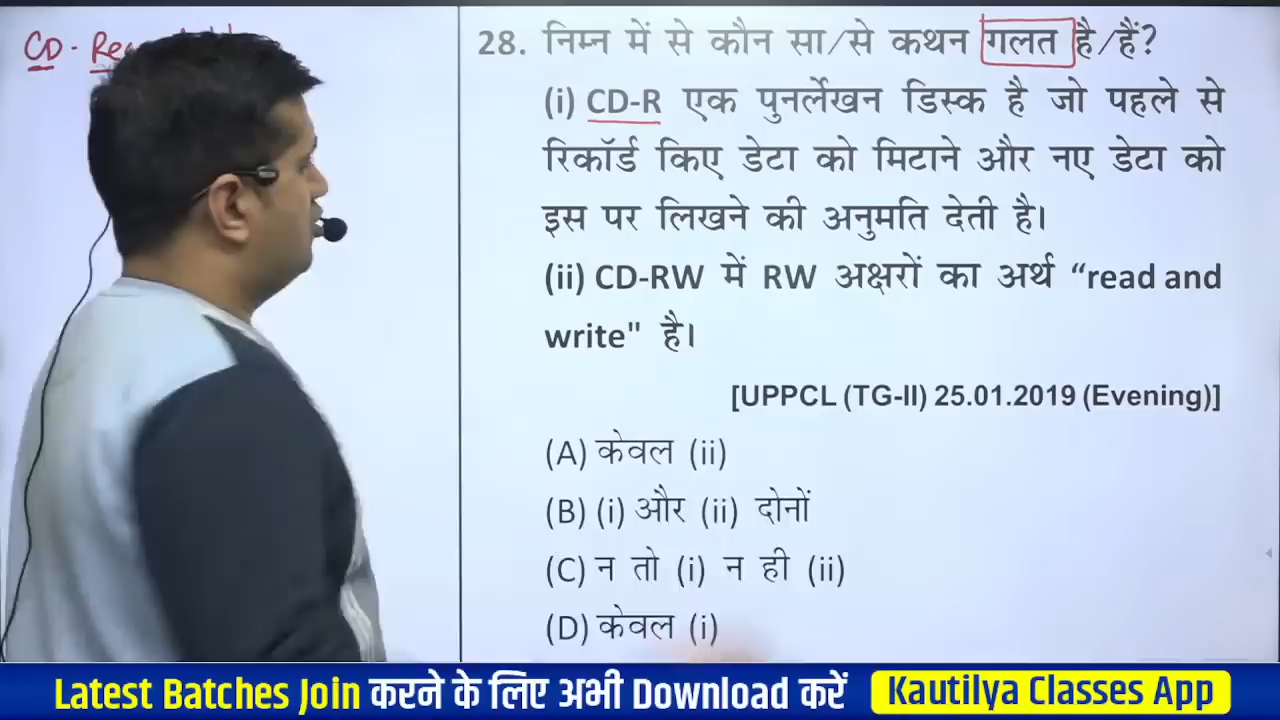 CD -
28. निम्न में से कौन सा/से कथन गलत है/हैं?
(i) CD-R एक पुनर्लेखन डिस्क है जो पहले से
रिकॉर्ड किए डेटा को मिटाने और नए डेटा को
इस पर लिखने की अनुमति देती है।
(ii) CD-RW में RW अक्षरों का अर्थ “read and
write" है।
[UPPCL (TG-II) 25.01.2019 (Evening)]
(A) केवल (ii)
(B) (i) और (ii) दोनों
(C) न तो (i) न ही (ii)
(D) केवल (i)
Latest Batches Join करने के लिए अभी Download करें Kautilya Classes App